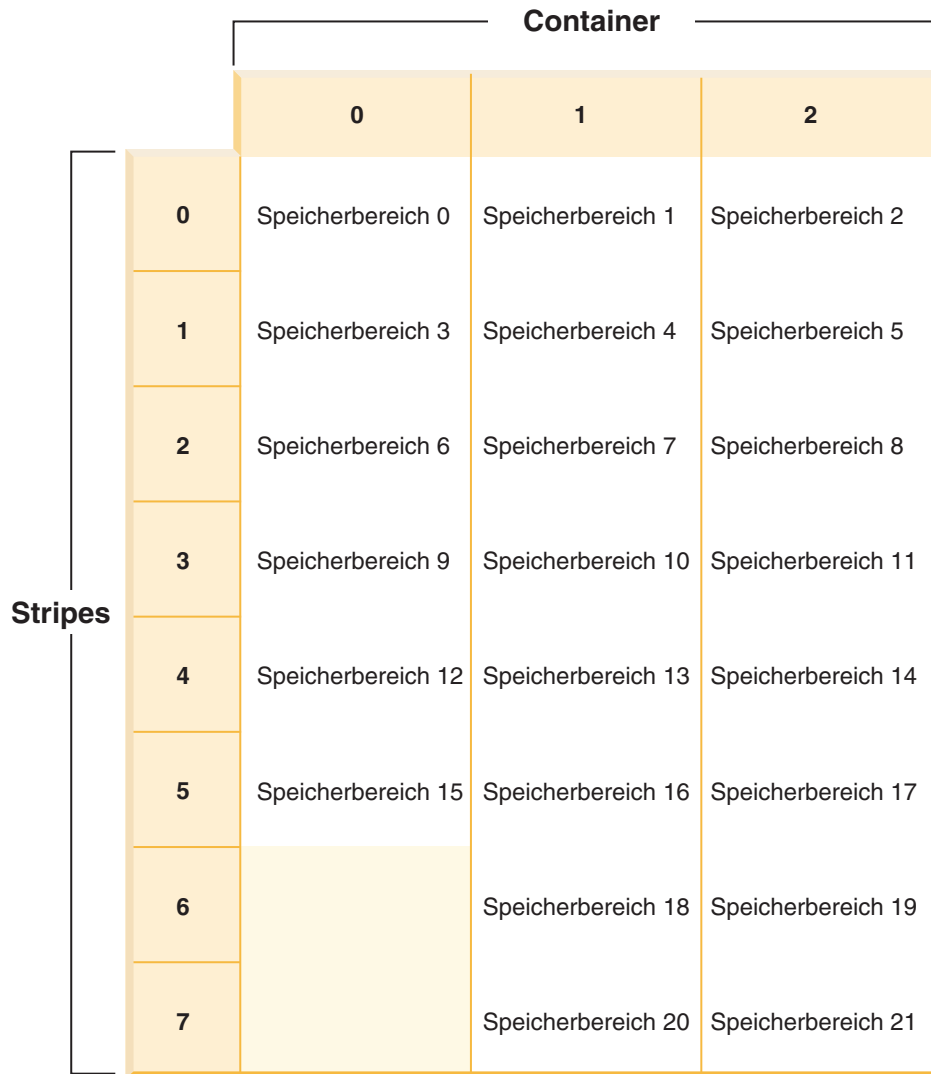 Container
0 1 2
0 Speicherbereich 0 Speicherbereich 1 Speicherbereich 2
1 Speicherbereich 3 Speicherbereich 4 Speicherbereich 5
2 Speicherbereich 6 Speicherbereich 7 Speicherbereich 8
3 Speicherbereich 9 Speicherbereich 10 Speicherbereich 11
Stripes
4 Speicherbereich 12 Speicherbereich 13 Speicherbereich 14
5 Speicherbereich 15 Speicherbereich 16 Speicherbereich 17
6 Speicherbereich 18 Speicherbereich 19
7 Speicherbereich 20 Speicherbereich 21